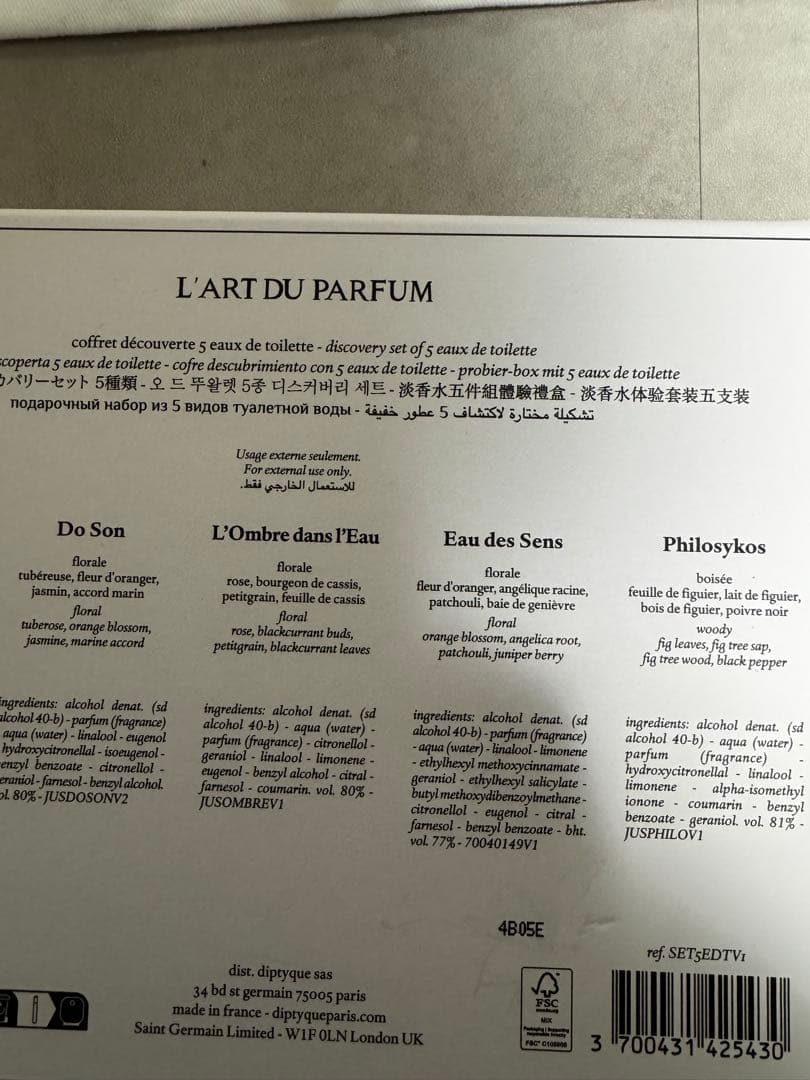 L'ART DU PARFUM
coffret découverte 5 eaux de toilette - discovery set of 5 eaux de toilette
coperta 5 eaux de toilette - cofre descubrimiento con 5 eaux de toilette - probier-box mit 5 eaux de toilette
カバリーセット 5種類 - 오 드 뚜왈렛 5종 디스커버리 세트 - 淡香水五件組體驗禮盒 - 淡香水体验套装五支装
подарочный набор из 5 видов туалетной воды - تشكيلة مختارة لاكتشاف 5 عطور خفيفة
Usage externe seulement.
For external use only.
للاستعمال الخارجي فقط.
Do Son
florale
tubéreuse, fleur d'oranger,
jasmin, accord marin
floral
tuberose, orange blossom,
jasmine, marine accord
ingredients: alcohol denat. (sd
alcohol 40-b) - parfum (fragrance)
aqua (water) - linalool - eugenol
hydroxycitronellal - isoeugenol -
benzyl benzoate - citronellol -
geraniol - farnesol - benzyl alcohol.
vol. 80% - JUSDOSONV2
L'Ombre dans l'Eau
florale
rose, bourgeon de cassis,
petitgrain, feuille de cassis
floral
rose, blackcurrant buds,
petitgrain, blackcurrant leaves
ingredients: alcohol denat. (sd
alcohol 40-b) - aqua (water) -
parfum (fragrance) - citronellol -
geraniol - linalool - limonene -
eugenol - benzyl alcohol - citral -
farnesol - coumarin. vol. 80% -
JUSOMBREV1
Eau des Sens
florale
fleur d'oranger, angélique racine,
patchouli, baie de genièvre
floral
orange blossom, angelica root,
patchouli, juniper berry
ingredients: alcohol denat. (sd
alcohol 40-b) - parfum (fragrance)
- aqua (water) - linalool - limonene
- ethylhexyl methoxycinnamate -
geraniol - ethylhexyl salicylate -
butyl methoxydibenzoylmethane -
citronellol - eugenol - citral -
farnesol - benzyl benzoate - bht.
vol. 77% - 70040149V1
Philosykos
boisée
feuille de figuier, lait de figuier,
bois de figuier, poivre noir
woody
fig leaves, fig tree sap,
fig tree wood, black pepper
ingredients: alcohol denat. (sd
alcohol 40-b) - aqua (water) -
parfum (fragrance) -
hydroxycitronellal - linalool -
limonene - alpha-isomethyl
ionone - coumarin - benzyl
benzoate - geraniol. vol. 81% -
JUSPHILOV1
4B05E
dist. diptyque sas
34 bd st germain 75005 paris
made in france - diptyqueparis.com
Saint Germain Limited - W1F 0LN London UK
FSC
MIX
ref. SET5EDTV1
3 700431 425430